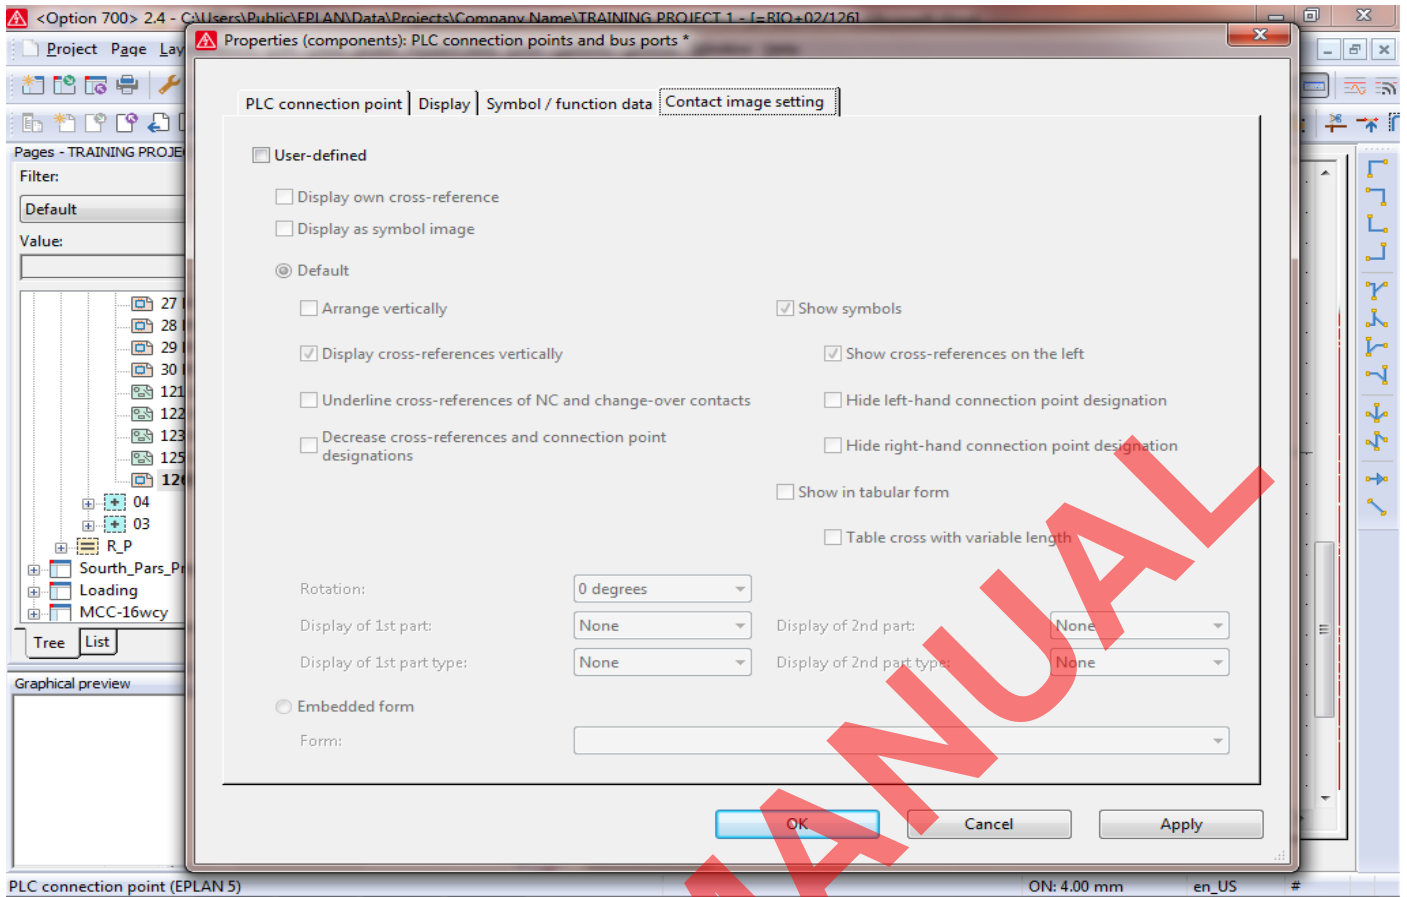 <Option 700> 2.4 - C:\Users\Public\EPLAN\Data\Projects\Company Name\TRAINING PROJECT 1 - [=RIO+02/126]
Project Page Lay
Properties (components): PLC connection points and bus ports *
PLC connection point Display Symbol / function data Contact image setting
Pages - TRAINING PROJE
Filter:
Default
Value:
27
28
29
30
121
122
123
125
126
04
03
R_P
Sourth_Pars_Pr
Loading
MCC-16wcy
Tree List
Graphical preview
User-defined
Display own cross-reference
Display as symbol image
Default
Arrange vertically Show symbols
Display cross-references vertically Show cross-references on the left
Underline cross-references of NC and change-over contacts Hide left-hand connection point designation
Decrease cross-references and connection point
designations
Hide right-hand connection point designation
Show in tabular form
Table cross with variable length
Rotation: 0 degrees
Display of 1st part: None Display of 2nd part: None
Display of 1st part type: None Display of 2nd part type: None
Embedded form
Form:
OK Cancel Apply
PLC connection point (EPLAN 5) ON: 4.00 mm en_US #
MANUAL